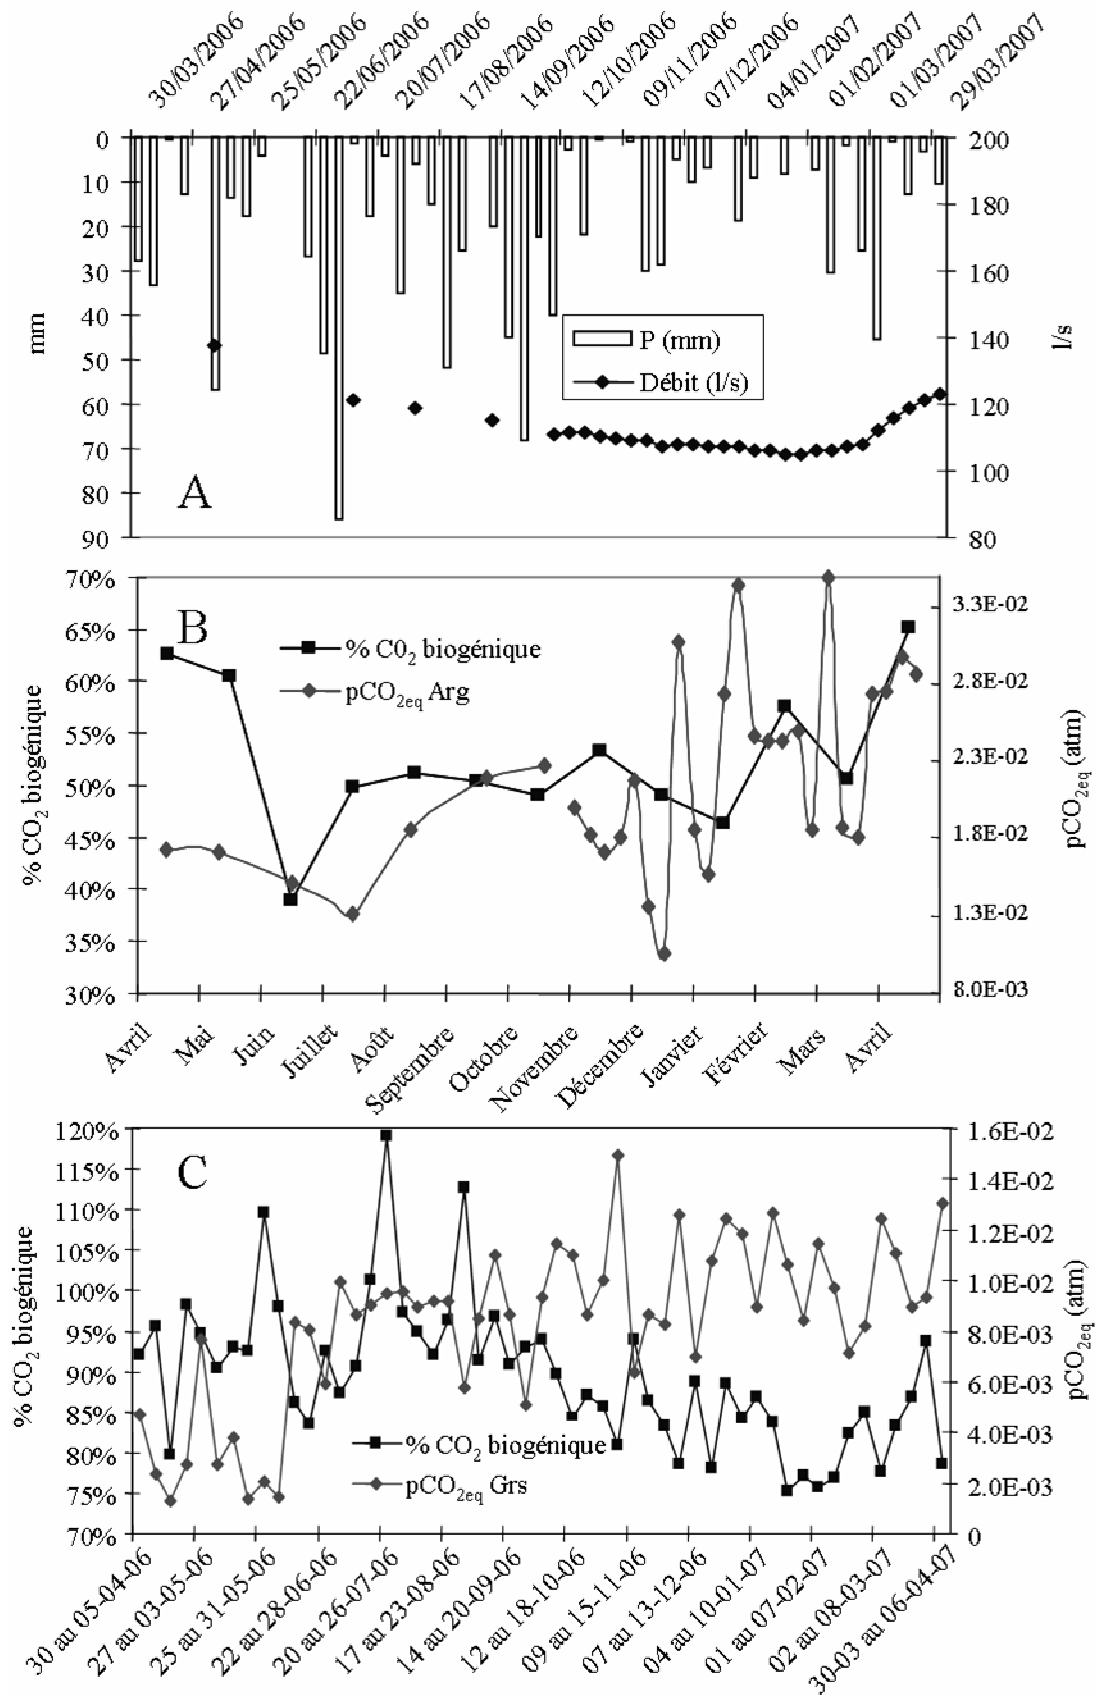 30/03/2006
27/04/2006
25/05/2006
22/06/2006
20/07/2006
17/08/2006
14/09/2006
12/10/2006
09/11/2006
07/12/2006
04/01/2007
01/02/2007
01/03/2007
29/03/2007
0
10
20
30
40
50
60
70
80
90
mm
200
180
160
140
120
100
80
l/s
P (mm)
Débit (l/s)
A
70%
65%
60%
55%
50%
45%
40%
35%
30%
% CO2 biogénique
B
% C02 biogénique
pCO2eq Arg
3.3E-02
2.8E-02
2.3E-02
1.8E-02
1.3E-02
8.0E-03
pCO2eq (atm)
Avril
Mai
Juin
Juillet
Août
Septembre
Octobre
Novembre
Décembre
Janvier
Février
Mars
Avril
120%
115%
110%
105%
100%
95%
90%
85%
80%
75%
70%
% CO2 biogénique
C
% CO2 biogénique
pCO2eq Grs
1.6E-02
1.4E-02
1.2E-02
1.0E-02
8.0E-03
6.0E-03
4.0E-03
2.0E-03
0
pCO2eq (atm)
30 au 05-04-06
27 au 03-05-06
25 au 31-05-06
22 au 28-06-06
20 au 26-07-06
17 au 23-08-06
14 au 20-09-06
12 au 18-10-06
09 au 15-11-06
07 au 13-12-06
04 au 10-01-07
01 au 07-02-07
02 au 08-03-07
30-03 au 06-04-07